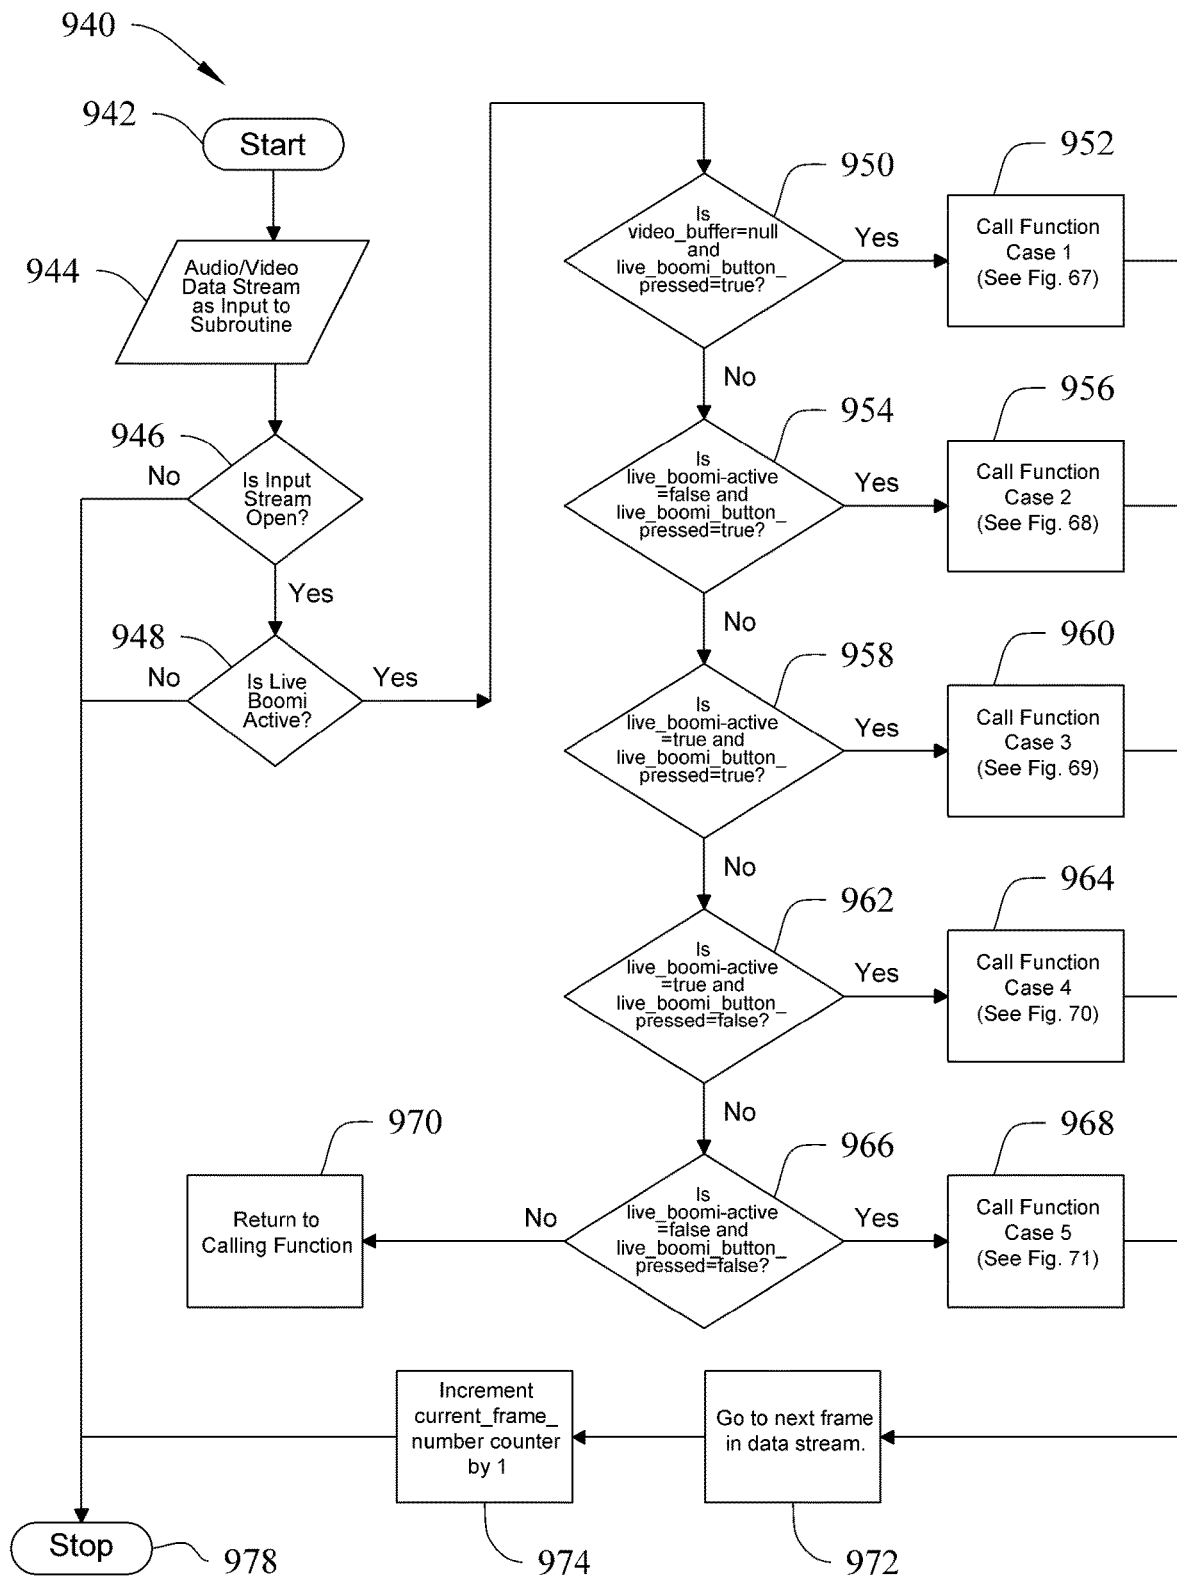 940
942
Start
944
Audio/Video
Data Stream
as Input to
Subroutine
946
No
Is Input
Stream
Open?
Yes
948
No
Is Live
Boomi
Active?
Yes
950
Is
video_buffer=null
and
live_boomi_button_
pressed=true?
Yes
952
Call Function
Case 1
(See Fig. 67)
No
954
Is
live_boomi-active
=false and
live_boomi_button_
pressed=true?
Yes
956
Call Function
Case 2
(See Fig. 68)
No
958
Is
live_boomi-active
=true and
live_boomi_button_
pressed=true?
Yes
960
Call Function
Case 3
(See Fig. 69)
No
962
Is
live_boomi-active
=true and
live_boomi_button_
pressed=false?
Yes
964
Call Function
Case 4
(See Fig. 70)
No
966
Is
live_boomi-active
=false and
live_boomi_button_
pressed=false?
Yes
968
Call Function
Case 5
(See Fig. 71)
No
970
Return to
Calling Function
Go to next frame
in data stream.
972
Increment
current_frame_
number counter
by 1
974
Stop
978